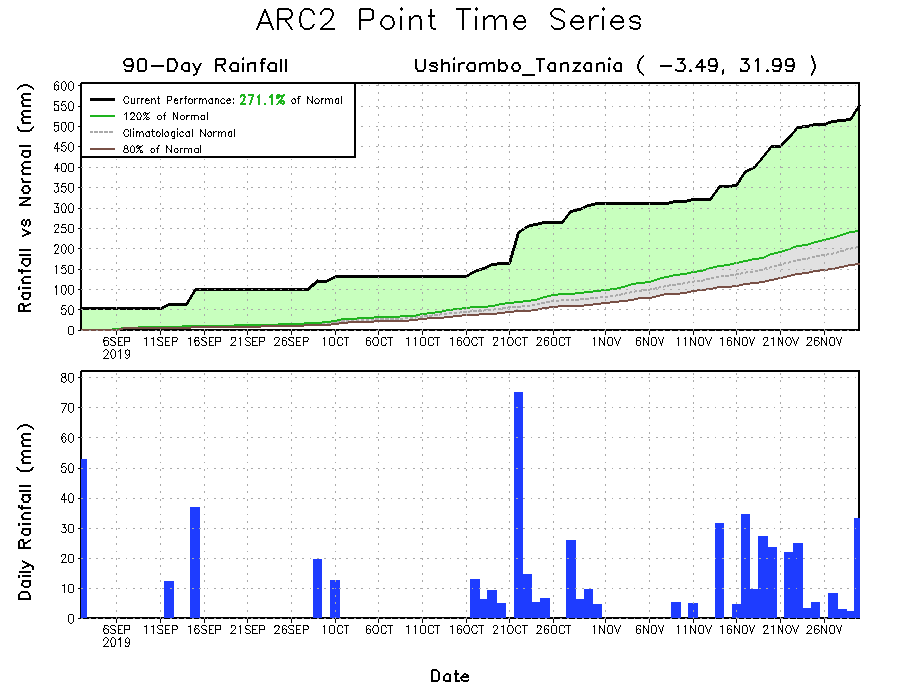 ARC2 Point Time Series
90-Day Rainfall
Ushirambo_Tanzania ( -3.49, 31.99 )
Rainfall vs Normal (mm)
600
550
500
450
400
350
300
250
200
150
100
50
0
Current Performance: 271.1% of Normal
120% of Normal
Climatological Normal
80% of Normal
6SEP 11SEP 16SEP 21SEP 26SEP 1OCT 6OCT 11OCT 16OCT 21OCT 26OCT 1NOV 6NOV 11NOV 16NOV 21NOV 26NOV
2019
Daily Rainfall (mm)
80
70
60
50
40
30
20
10
0
6SEP 11SEP 16SEP 21SEP 26SEP 1OCT 6OCT 11OCT 16OCT 21OCT 26OCT 1NOV 6NOV 11NOV 16NOV 21NOV 26NOV
2019
Date